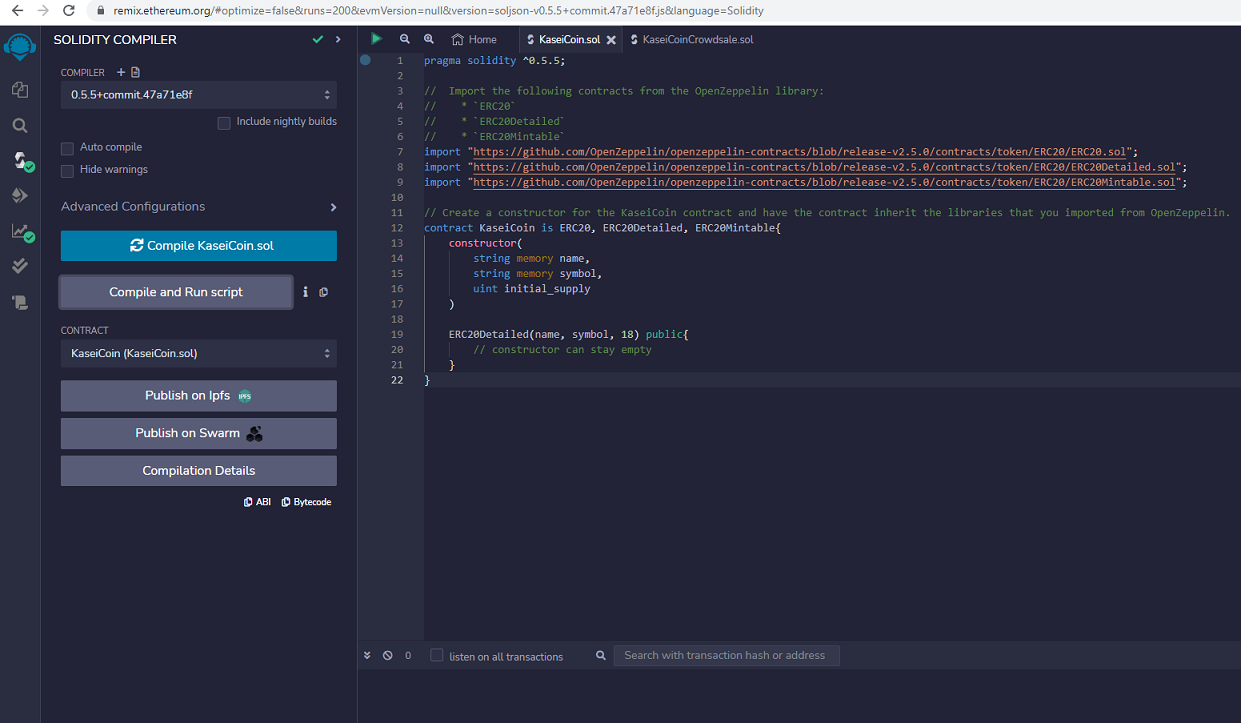 remix.ethereum.org/#optimize=false&runs=200&evmVersion=null&version=soljson-v0.5.5+commit.47a71e8f.js&language=Solidity
SOLIDITY COMPILER
COMPILER
0.5.5+commit.47a71e8f
Include nightly builds
Auto compile
Hide warnings
Advanced Configurations
Compile KaseiCoin.sol
Compile and Run script
CONTRACT
KaseiCoin (KaseiCoin.sol)
Publish on Ipfs IPFS
Publish on Swarm
Compilation Details
ABI Bytecode
Home KaseiCoin.sol KaseiCoinCrowdsale.sol
1 pragma solidity ^0.5.5;
2
3 //  Import the following contracts from the OpenZeppelin library:
4 //    * `ERC20`
5 //    * `ERC20Detailed`
6 //    * `ERC20Mintable`
7 import "https://github.com/OpenZeppelin/openzeppelin-contracts/blob/release-v2.5.0/contracts/token/ERC20/ERC20.sol";
8 import "https://github.com/OpenZeppelin/openzeppelin-contracts/blob/release-v2.5.0/contracts/token/ERC20/ERC20Detailed.sol";
9 import "https://github.com/OpenZeppelin/openzeppelin-contracts/blob/release-v2.5.0/contracts/token/ERC20/ERC20Mintable.sol";
10
11 // Create a constructor for the KaseiCoin contract and have the contract inherit the libraries that you imported from OpenZeppelin.
12 contract KaseiCoin is ERC20, ERC20Detailed, ERC20Mintable{
13     constructor(
14         string memory name,
15         string memory symbol,
16         uint initial_supply
17     )
18
19     ERC20Detailed(name, symbol, 18) public{
20         // constructor can stay empty
21     }
22 }
0 listen on all transactions Search with transaction hash or address